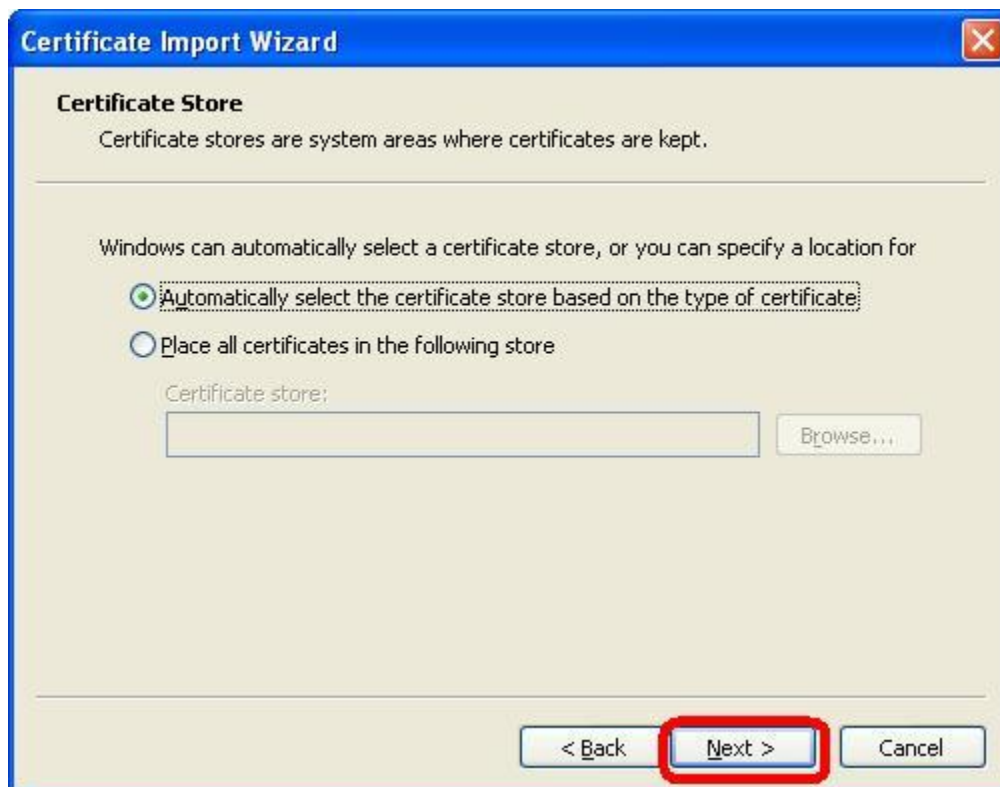 Certificate Import Wizard
Certificate Store
Certificate stores are system areas where certificates are kept.
Windows can automatically select a certificate store, or you can specify a location for
Automatically select the certificate store based on the type of certificate
Place all certificates in the following store
Certificate store:
Browse...
< Back Next > Cancel